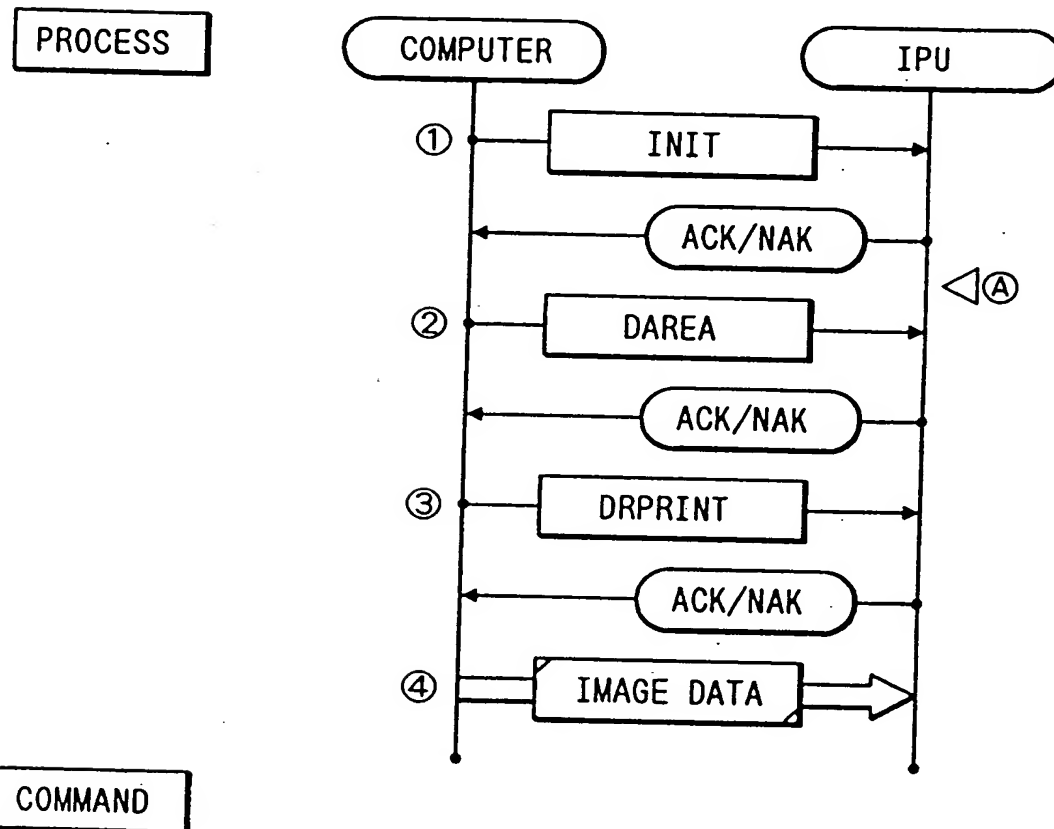 PROCESS
COMPUTER
IPU
① INIT
ACK/NAK
Ⓐ
② DAREA
ACK/NAK
③ DRPRINT
ACK/NAK
④ IMAGE DATA
COMMAND